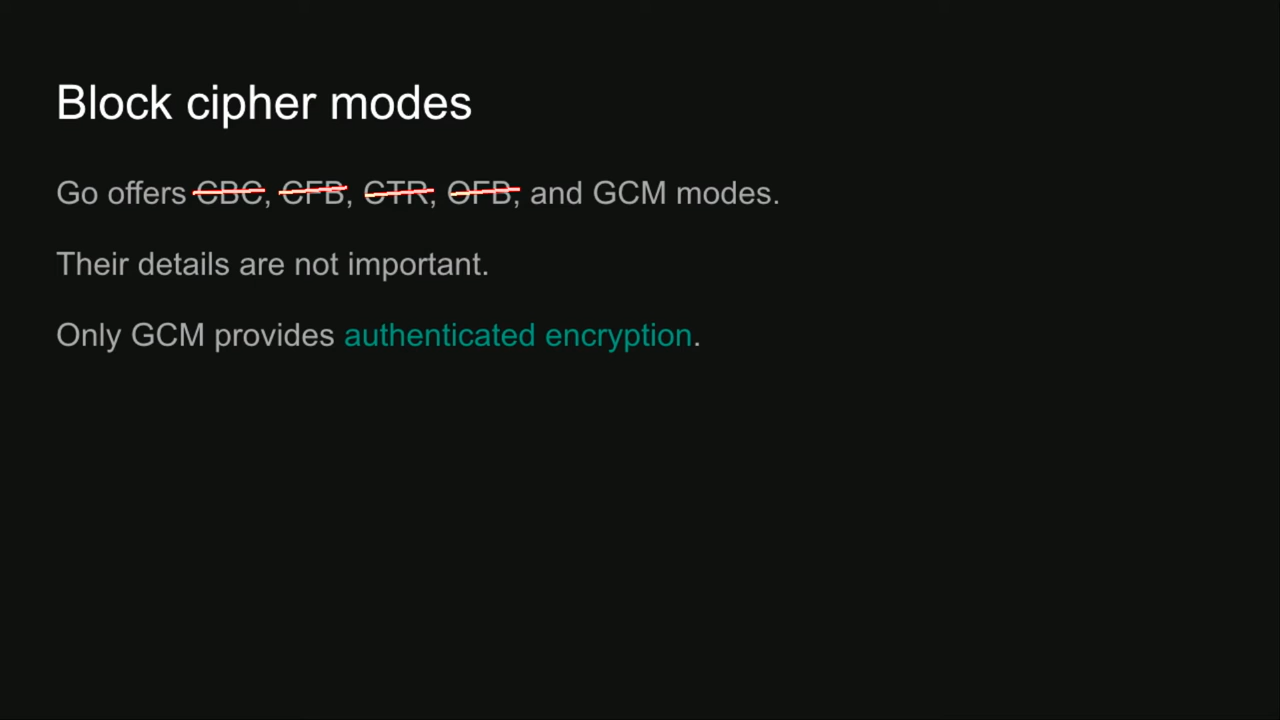 Block cipher modes
Go offers CBC, CFB, CTR, OFB, and GCM modes.
Their details are not important.
Only GCM provides authenticated encryption.